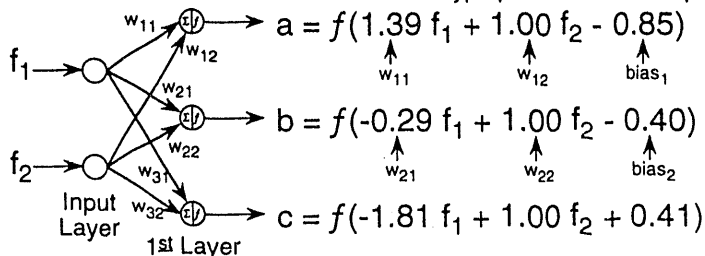 w11 a = f(1.39 f1 + 1.00 f2 - 0.85)
w12
f1 w11 w12 bias1
w21
b = f(-0.29 f1 + 1.00 f2 - 0.40)
w22
f2 w31 w21 w22 bias2
Input w32 c = f(-1.81 f1 + 1.00 f2 + 0.41)
Layer
1st Layer